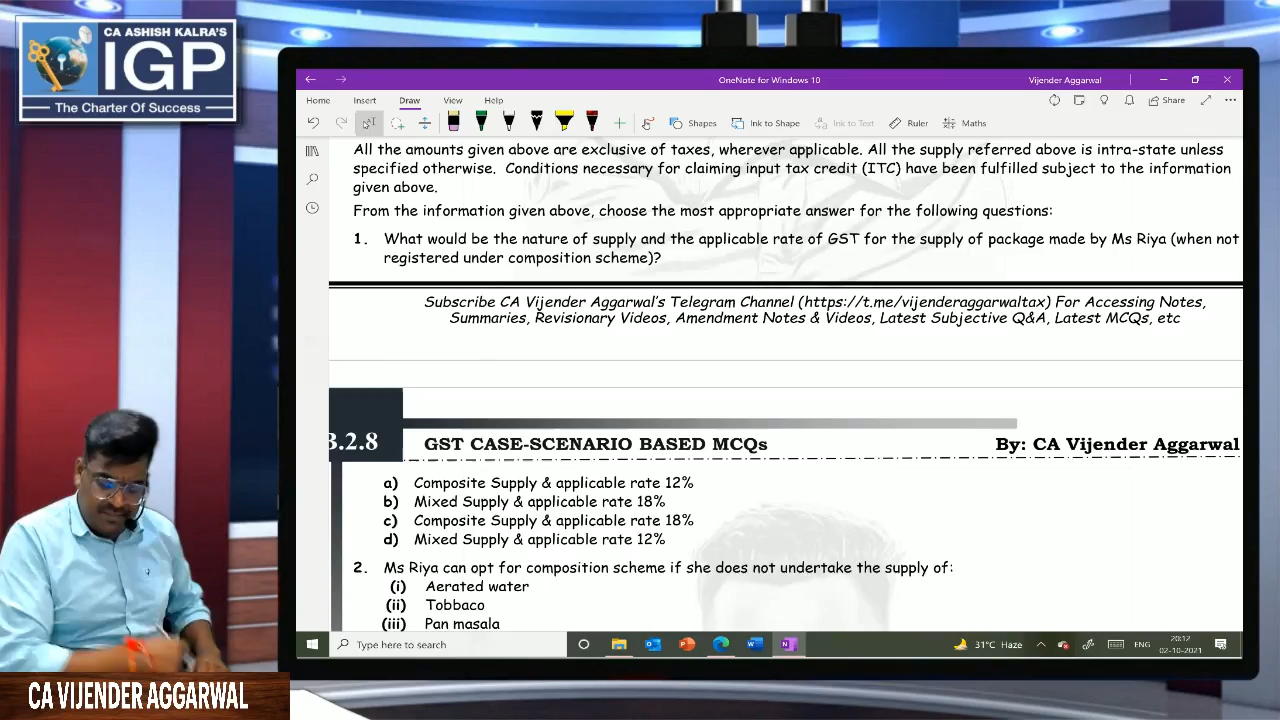 CA ASHISH KALRA'S
IGP
The Charter Of Success
OneNote for Windows 10
Vijender Aggarwal
Home Insert Draw View Help
Share
Shapes Ink to Shape Ink to Text Ruler Maths
All the amounts given above are exclusive of taxes, wherever applicable. All the supply referred above is intra-state unless
specified otherwise. Conditions necessary for claiming input tax credit (ITC) have been fulfilled subject to the information
given above.
From the information given above, choose the most appropriate answer for the following questions:
1. What would be the nature of supply and the applicable rate of GST for the supply of package made by Ms Riya (when not
registered under composition scheme)?
Subscribe CA Vijender Aggarwal's Telegram Channel (https://t.me/vijenderaggarwaltax) For Accessing Notes,
Summaries, Revisionary Videos, Amendment Notes & Videos, Latest Subjective Q&A, Latest MCQs, etc
B.2.8 GST CASE-SCENARIO BASED MCQs By: CA Vijender Aggarwal
a) Composite Supply & applicable rate 12%
b) Mixed Supply & applicable rate 18%
c) Composite Supply & applicable rate 18%
d) Mixed Supply & applicable rate 12%
2. Ms Riya can opt for composition scheme if she does not undertake the supply of:
(i) Aerated water
(ii) Tobbaco
(iii) Pan masala
Type here to search
31°C Haze
ENG
20:12
02-10-2021
CA VIJENDER AGGARWAL